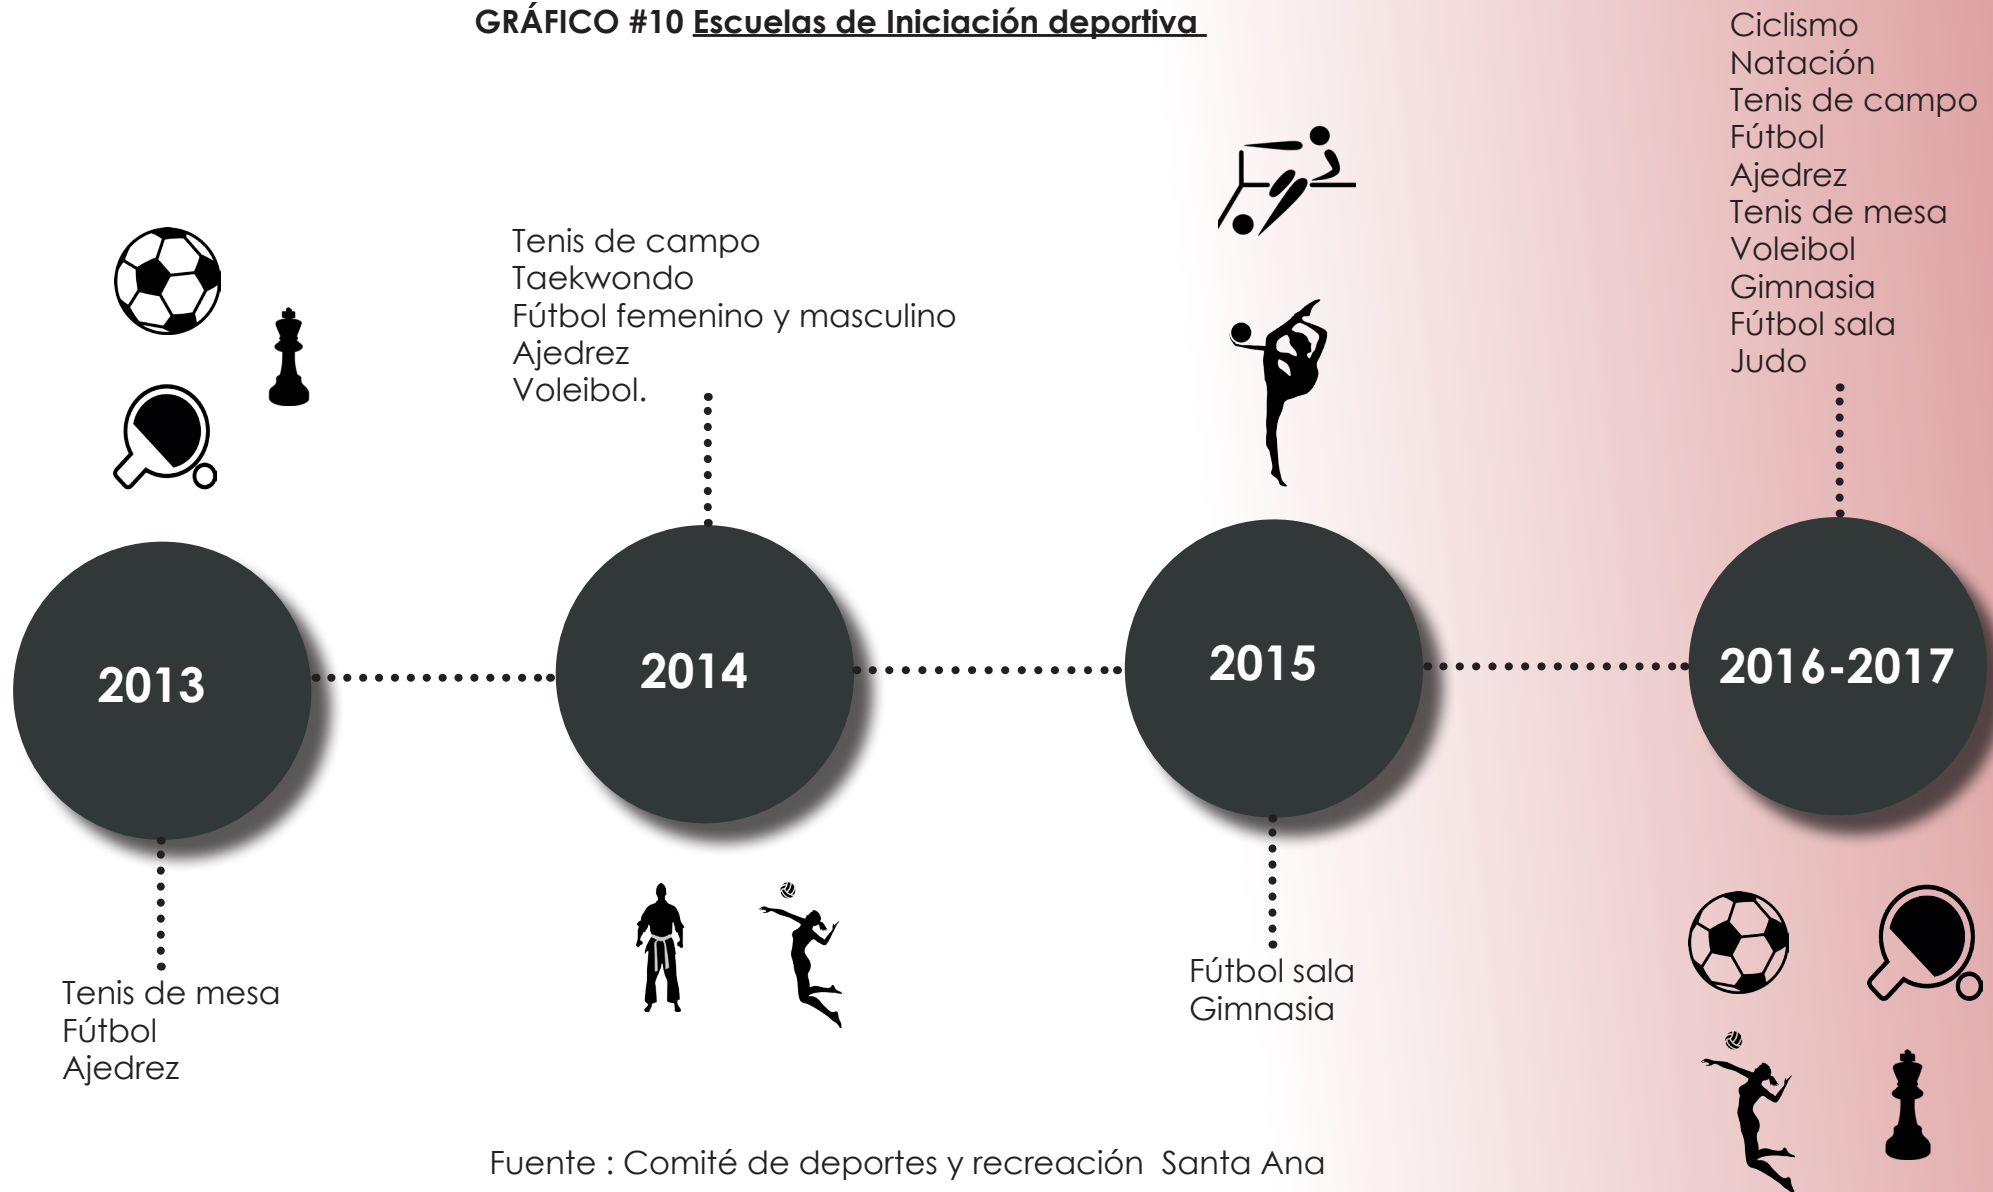 GRÁFICO #10 Escuelas de Iniciación deportiva
Tenis de campo
Taekwondo
Fútbol femenino y masculino
Ajedrez
Voleibol.
Ciclismo
Natación
Tenis de campo
Fútbol
Ajedrez
Tenis de mesa
Voleibol
Gimnasia
Fútbol sala
Judo
2013
2014
2015
2016-2017
Tenis de mesa
Fútbol
Ajedrez
Fútbol sala
Gimnasia
Fuente : Comité de deportes y recreación Santa Ana